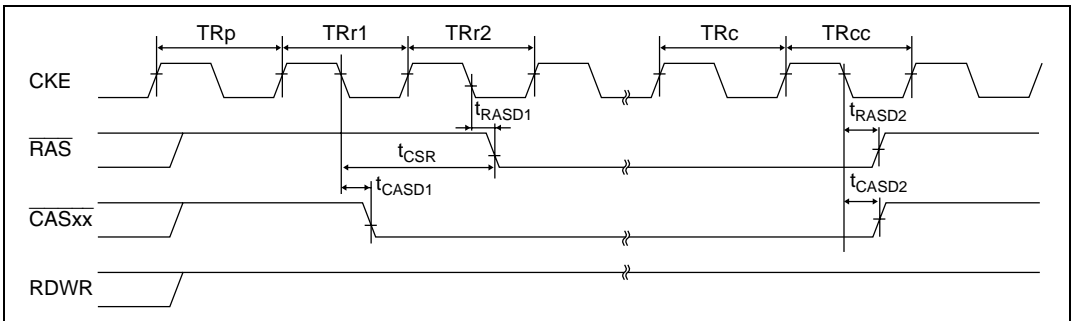 TRp TRr1 TRr2 TRc TRcc
CKE
tRASD1 tRASD2
RAS
tCSR
tCASD1 tCASD2
CASxx
RDWR